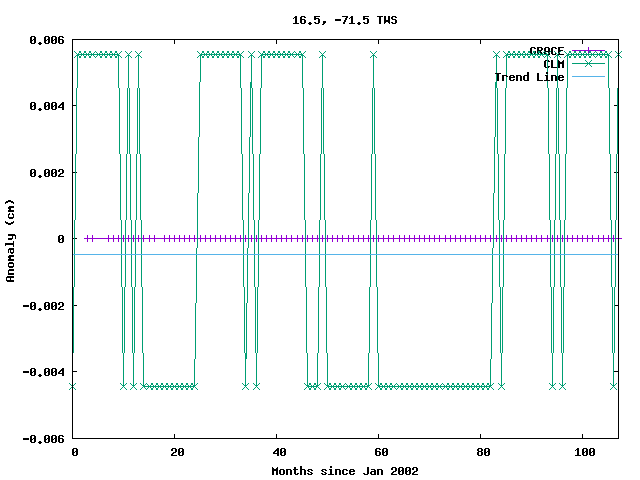 16.5, -71.5 TWS
0.006
GRACE
CLM
Trend Line
0.004
0.002
0
-0.002
-0.004
-0.006
Anomaly (cm)
0 20 40 60 80 100
Months since Jan 2002